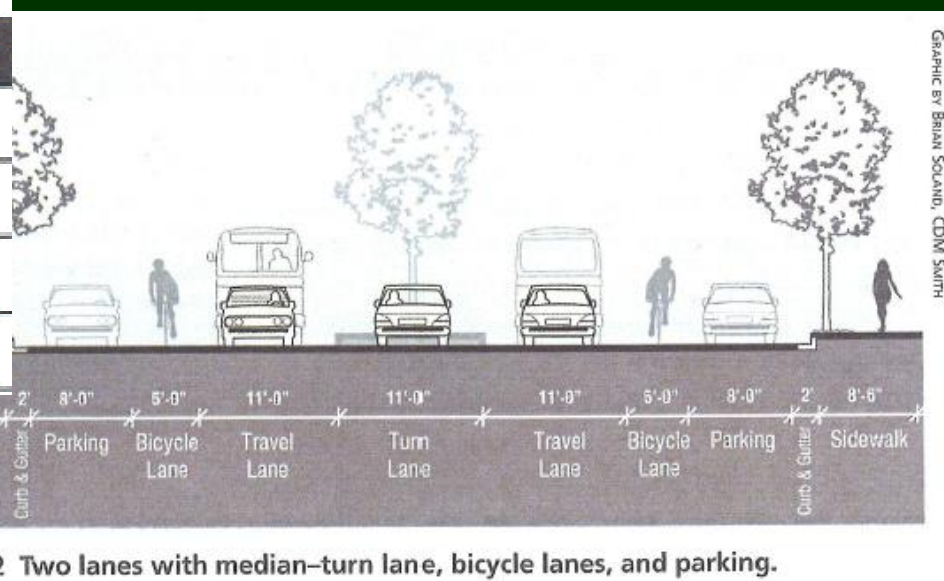 GRAPHIC BY BRIAN SOLAND, CDM SMITH
2' 8'-0" 5'-0" 11'-0" 11'-0" 11'-0" 5'-0" 8'-0" 2' 8'-6"
Curb & Gutter
Parking
Bicycle
Lane
Travel
Lane
Turn
Lane
Travel
Lane
Bicycle
Lane
Parking
Curb & Gutter
Sidewalk
2 Two lanes with median–turn lane, bicycle lanes, and parking.